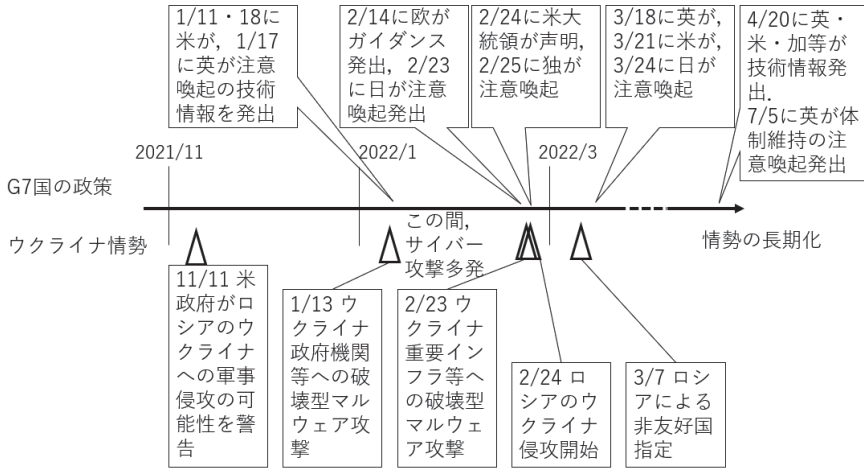 1/11・18に
米が，1/17
に英が注意
喚起の技術
情報を発出
2/14に欧が
ガイダンス
発出，2/23
に日が注意
喚起発出
2/24に米大
統領が声明，
2/25に独が
注意喚起
3/18に英が，
3/21に米が，
3/24に日が
注意喚起
4/20に英・
米・加等が
技術情報発
出．
7/5に英が体
制維持の注
意喚起発出
2021/11
2022/1
2022/3
G7国の政策
ウクライナ情勢
この間，
サイバー
攻撃多発
情勢の長期化
11/11 米
政府がロ
シアのウ
クライナ
への軍事
侵攻の可
能性を警
告
1/13 ウ
クライナ
政府機関
等への破
壊型マル
ウェア攻
撃
2/23 ウ
クライナ
重要イン
フラ等へ
の破壊型
マルウェ
ア攻撃
2/24 ロ
シアのウ
クライナ
侵攻開始
3/7 ロシ
アによる
非友好国
指定